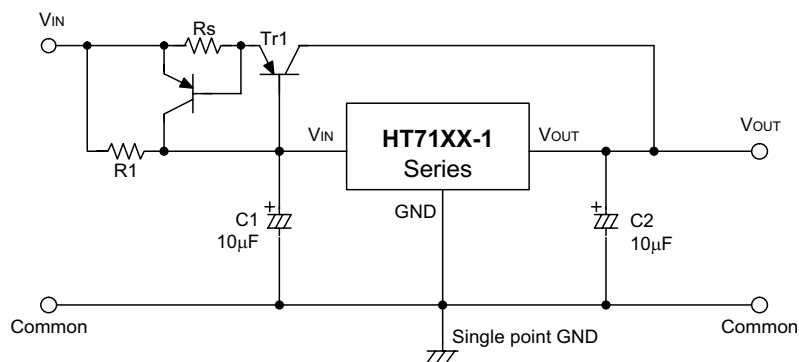 VIN
Rs
Tr1
R1
VIN
HT71XX-1
Series
VOUT
VOUT
GND
C1
10μF
C2
10μF
Common
Single point GND
Common